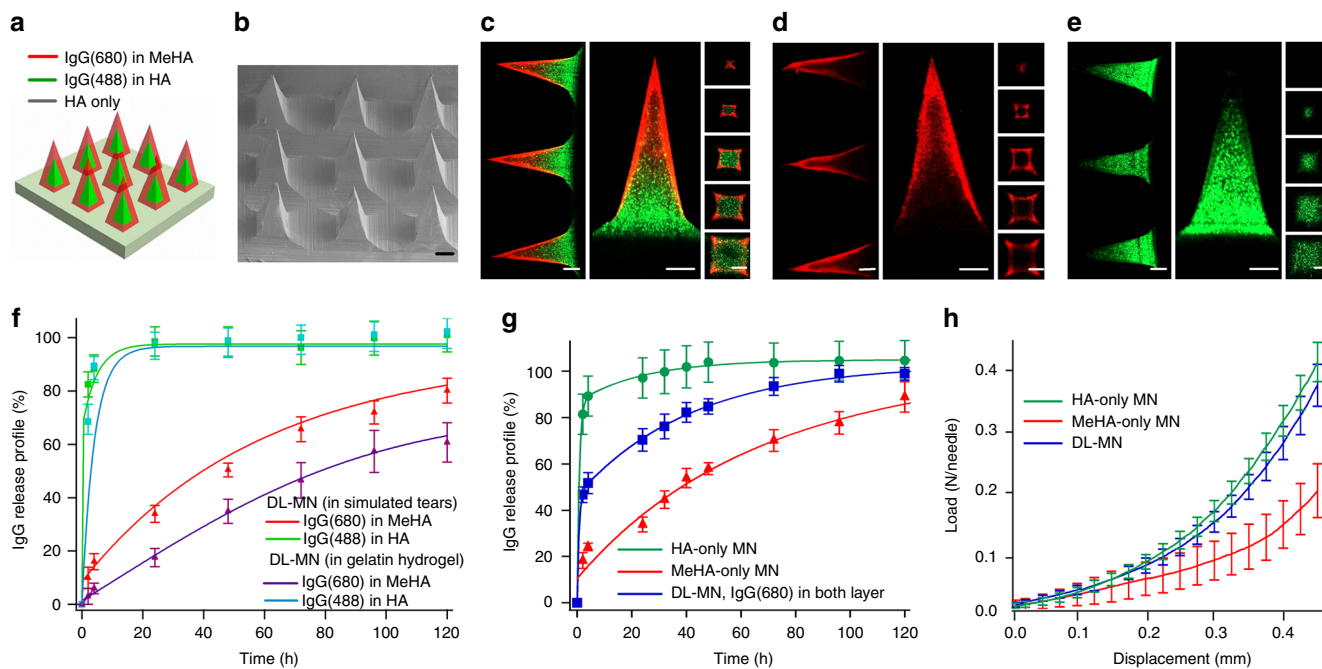 a
IgG(680) in MeHA
IgG(488) in HA
HA only
b
c
d
e
f
IgG release profile (%)
100
80
60
40
20
0
0 20 40 60 80 100 120
Time (h)
DL-MN (in simulated tears)
IgG(680) in MeHA
IgG(488) in HA
DL-MN (in gelatin hydrogel)
IgG(680) in MeHA
IgG(488) in HA
g
IgG release profile (%)
100
80
60
40
20
0
0 20 40 60 80 100 120
Time (h)
HA-only MN
MeHA-only MN
DL-MN, IgG(680) in both layer
h
Load (N/needle)
0.4
0.3
0.2
0.1
0.0
0.0 0.1 0.2 0.3 0.4
Displacement (mm)
HA-only MN
MeHA-only MN
DL-MN